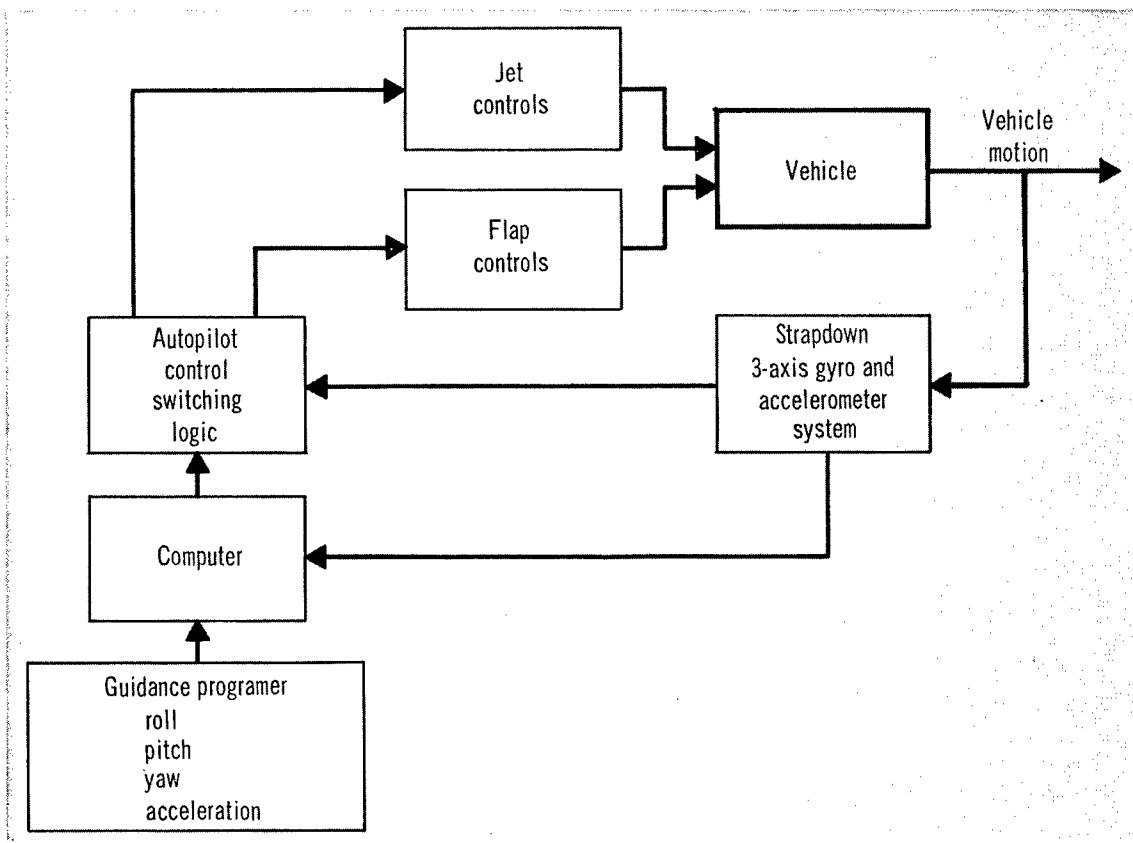 Jet
controls
Vehicle
motion
Vehicle
Flap
controls
Autopilot
control
switching
logic
Strapdown
3-axis gyro and
accelerometer
system
Computer
Guidance programer
roll
pitch
yaw
acceleration